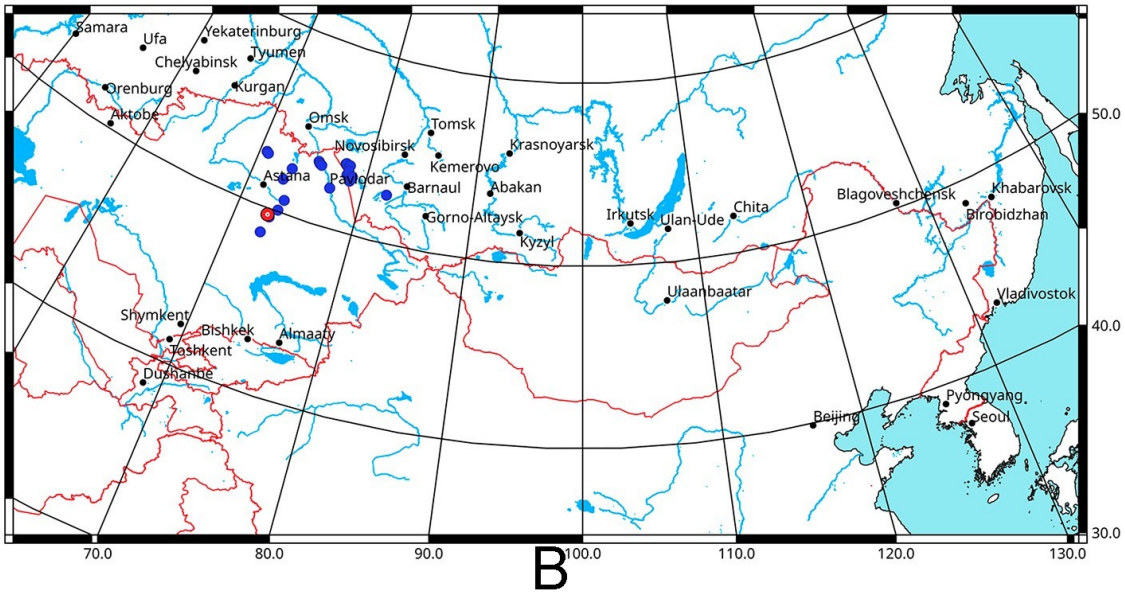 Samara
Ufa
Yekaterinburg
Tyumen
Chelyabinsk
Kurgan
Orenburg
Aktobe
Omsk
Tomsk
Novosibirsk
Kemerovo
Krasnoyarsk
Astana
Pavlodar
Barnaul
Abakan
Gorno-Altaysk
Kyzyl
Irkutsk
Ulan-Ude
Chita
Blagoveshchensk
Khabarovsk
Birobidzhan
Ulaanbaatar
Vladivostok
Shymkent
Bishkek
Almaaty
Toshkent
Dushanbe
Pyongyang
Seoul
Beijing
50.0
40.0
30.0
70.0
80.0
90.0
100.0
110.0
120.0
130.0
B